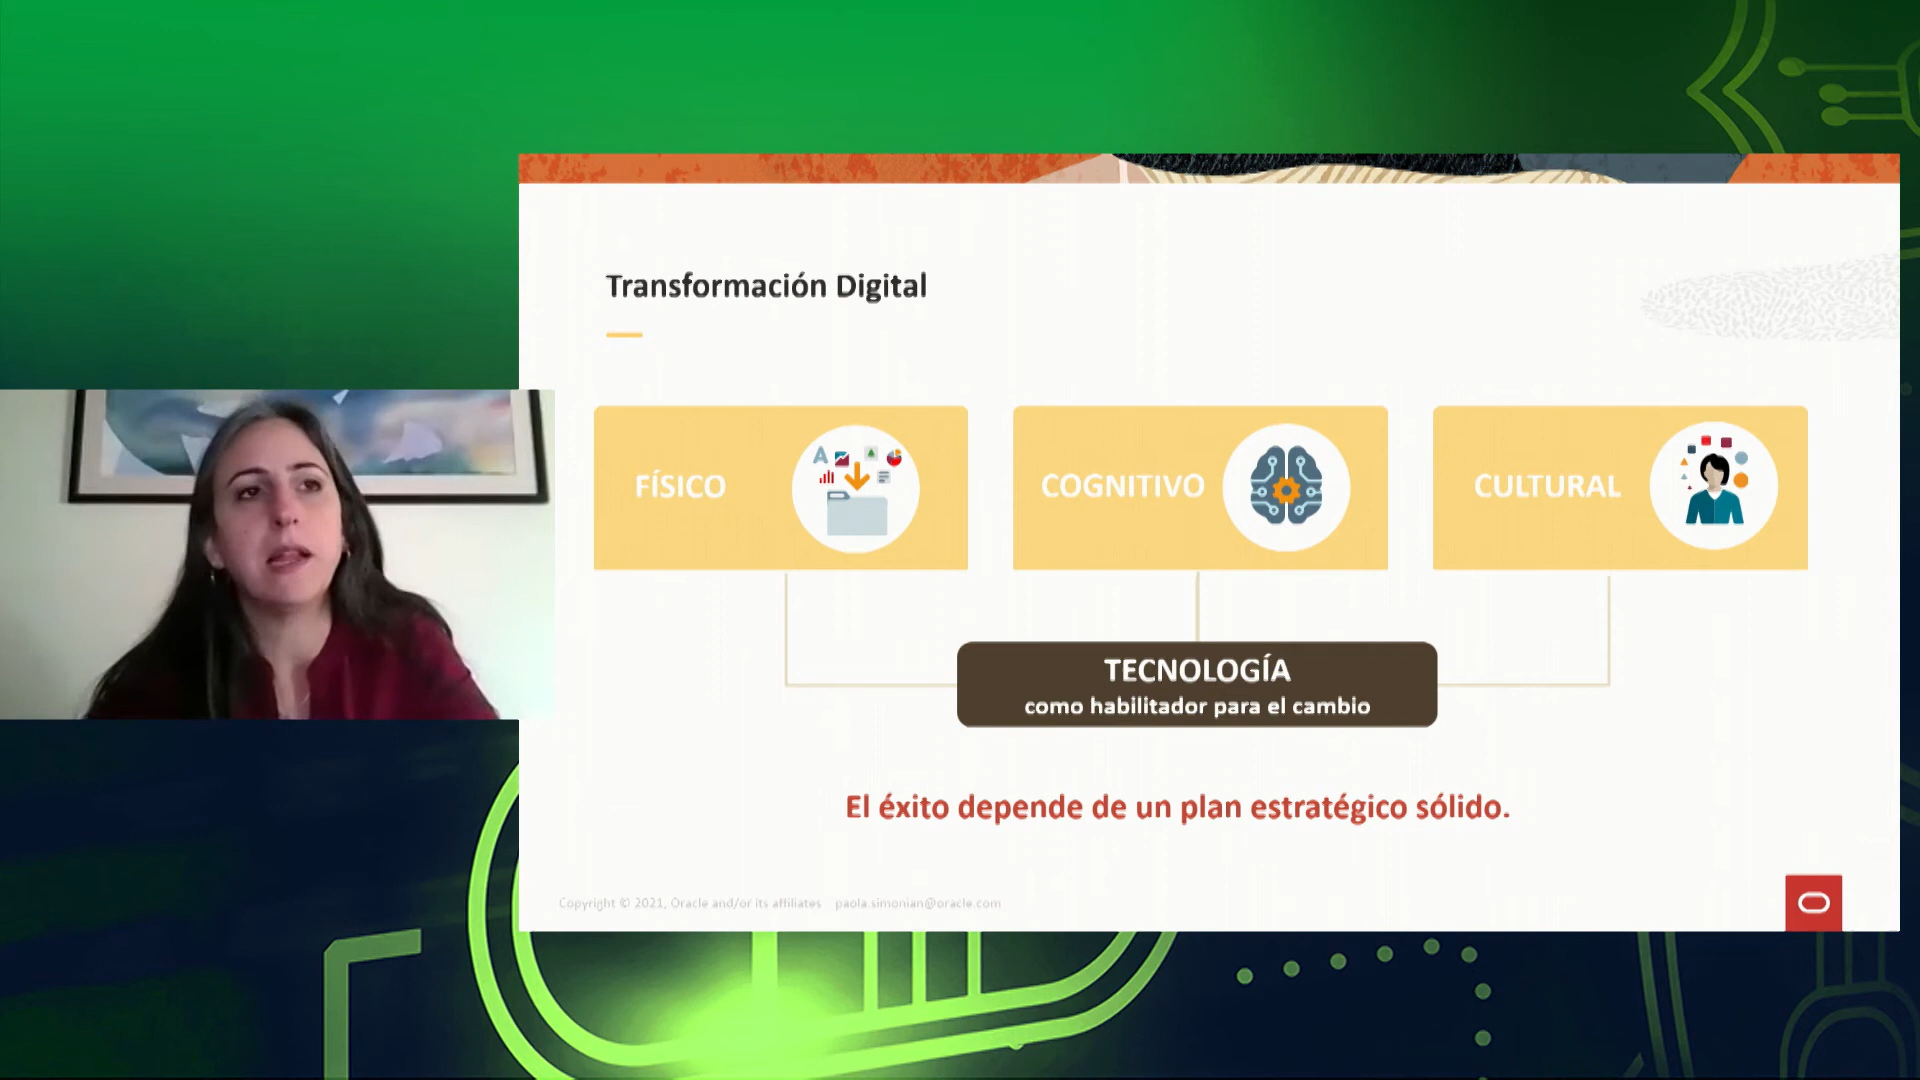 Transformación Digital
FÍSICO
COGNITIVO
CULTURAL
TECNOLOGÍA
como habilitador para el cambio
El éxito depende de un plan estratégico sólido.
Copyright © 2021, Oracle and/or its affiliates paola.simonian@oracle.com